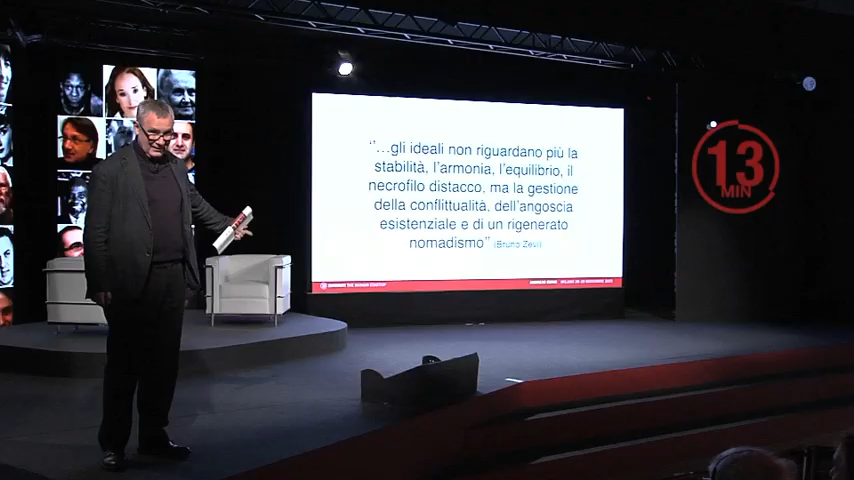 “…gli ideali non riguardano più la
stabilità, l’armonia, l’equilibrio, il
necrofilo distacco, ma la gestione
della conflittualità, dell’angoscia
esistenziale e di un rigenerato
nomadismo” (Bruno Zevi)
13
MIN